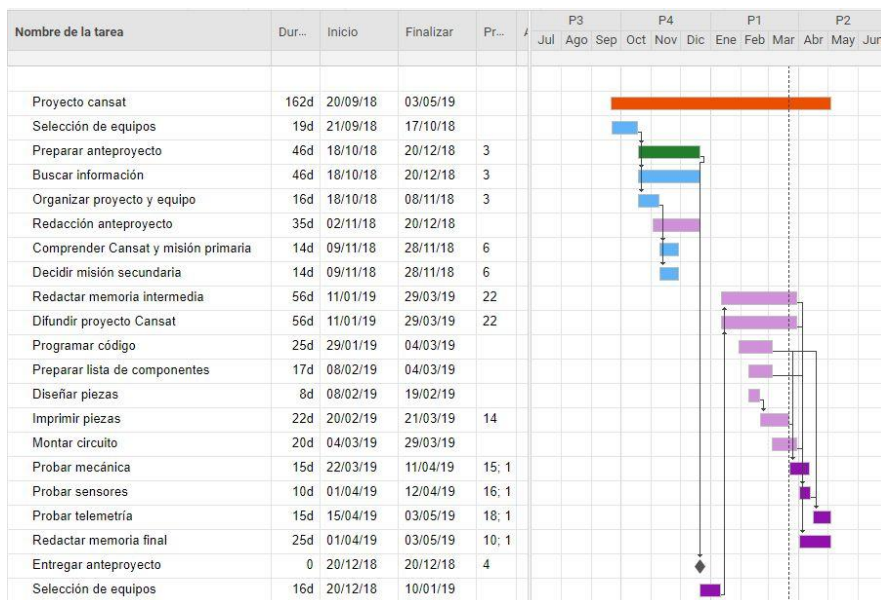 P3 P4 P1 P2
Nombre de la tarea Dur... Inicio Finalizar Pr...
Jul Ago Sep Oct Nov Dic Ene Feb Mar Abr May Jun
Proyecto cansat 162d 20/09/18 03/05/19
Selección de equipos 19d 21/09/18 17/10/18
Preparar anteproyecto 46d 18/10/18 20/12/18 3
Buscar información 46d 18/10/18 20/12/18 3
Organizar proyecto y equipo 16d 18/10/18 08/11/18 3
Redacción anteproyecto 35d 02/11/18 20/12/18
Comprender Cansat y misión primaria 14d 09/11/18 28/11/18 6
Decidir misión secundaria 14d 09/11/18 28/11/18 6
Redactar memoria intermedia 56d 11/01/19 29/03/19 22
Difundir proyecto Cansat 56d 11/01/19 29/03/19 22
Programar código 25d 29/01/19 04/03/19
Preparar lista de componentes 17d 08/02/19 04/03/19
Diseñar piezas 8d 08/02/19 19/02/19
Imprimir piezas 22d 20/02/19 21/03/19 14
Montar circuito 20d 04/03/19 29/03/19
Probar mecánica 15d 22/03/19 11/04/19 15; 1
Probar sensores 10d 01/04/19 12/04/19 16; 1
Probar telemetría 15d 15/04/19 03/05/19 18; 1
Redactar memoria final 25d 01/04/19 03/05/19 10; 1
Entregar anteproyecto 0 20/12/18 20/12/18 4
Selección de equipos 16d 20/12/18 10/01/19